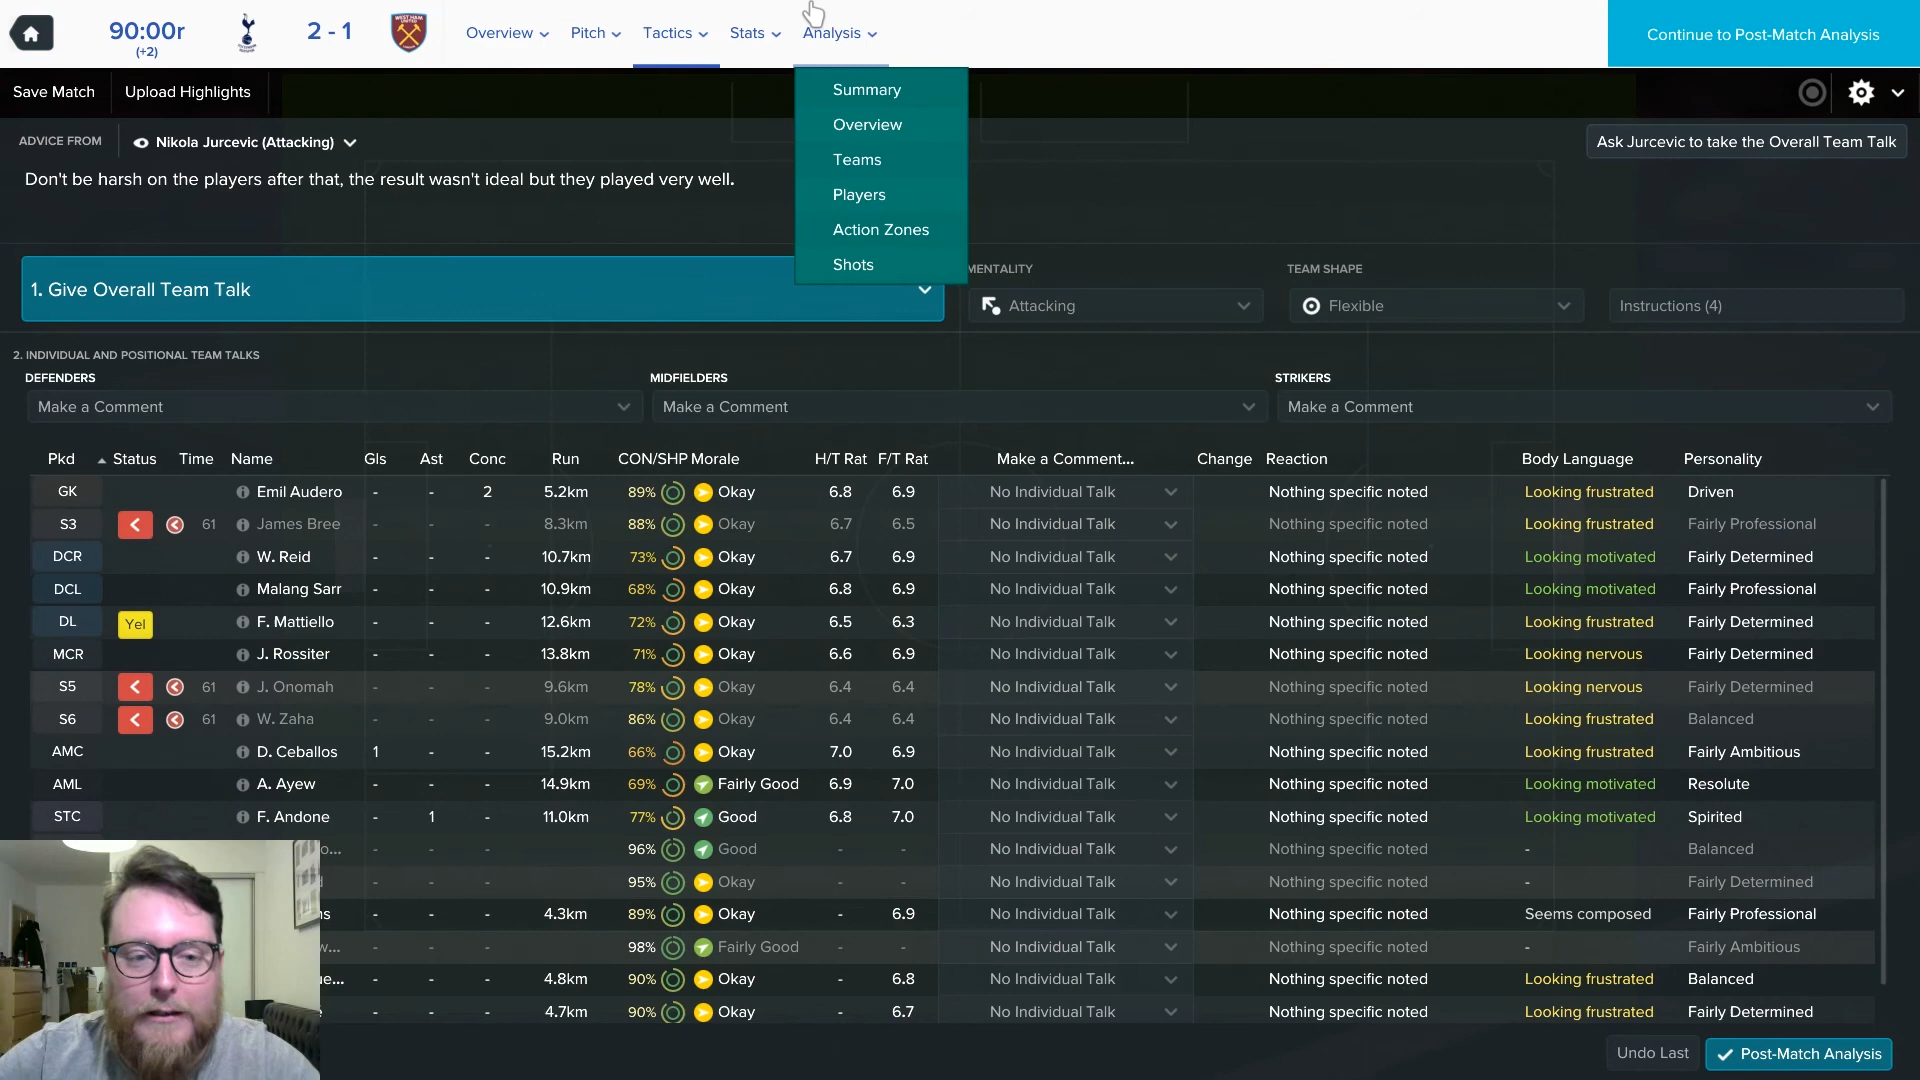 90:00r
(+2)
2 - 1
WEST HAM UNITED
Overview
Pitch
Tactics
Stats
Analysis
Continue to Post-Match Analysis
Save Match
Upload Highlights
Summary
Overview
Teams
Players
Action Zones
Shots
ADVICE FROM
Nikola Jurcevic (Attacking)
Ask Jurcevic to take the Overall Team Talk
Don't be harsh on the players after that, the result wasn't ideal but they played very well.
1. Give Overall Team Talk
MENTALITY
Attacking
TEAM SHAPE
Flexible
Instructions (4)
2. INDIVIDUAL AND POSITIONAL TEAM TALKS
DEFENDERS
Make a Comment
MIDFIELDERS
Make a Comment
STRIKERS
Make a Comment
Pkd Status Time Name Gls Ast Conc Run CON/SHP Morale H/T Rat F/T Rat Make a Comment... Change Reaction Body Language Personality
GK Emil Audero - - 2 5.2km 89% Okay 6.8 6.9 No Individual Talk Nothing specific noted Looking frustrated Driven
S3 61 James Bree - - - 8.3km 88% Okay 6.7 6.5 No Individual Talk Nothing specific noted Looking frustrated Fairly Professional
DCR W. Reid - - - 10.7km 73% Okay 6.7 6.9 No Individual Talk Nothing specific noted Looking motivated Fairly Determined
DCL Malang Sarr - - - 10.9km 68% Okay 6.8 6.9 No Individual Talk Nothing specific noted Looking motivated Fairly Professional
DL Yel F. Mattiello - - - 12.6km 72% Okay 6.5 6.3 No Individual Talk Nothing specific noted Looking frustrated Fairly Determined
MCR J. Rossiter - - - 13.8km 71% Okay 6.6 6.9 No Individual Talk Nothing specific noted Looking nervous Fairly Determined
S5 61 J. Onomah - - - 9.6km 78% Okay 6.4 6.4 No Individual Talk Nothing specific noted Looking nervous Fairly Determined
S6 61 W. Zaha - - - 9.0km 86% Okay 6.4 6.4 No Individual Talk Nothing specific noted Looking frustrated Balanced
AMC D. Ceballos 1 - - 15.2km 66% Okay 7.0 6.9 No Individual Talk Nothing specific noted Looking frustrated Fairly Ambitious
AML A. Ayew - - - 14.9km 69% Fairly Good 6.9 7.0 No Individual Talk Nothing specific noted Looking motivated Resolute
STC F. Andone - 1 - 11.0km 77% Good 6.8 7.0 No Individual Talk Nothing specific noted Looking motivated Spirited
o... - - - 96% Good - - No Individual Talk Nothing specific noted - Balanced
- - - 95% Okay - - No Individual Talk Nothing specific noted - Fairly Determined
ns - - - 4.3km 89% Okay - 6.9 No Individual Talk Nothing specific noted Seems composed Fairly Professional
w... - - - 98% Fairly Good - - No Individual Talk Nothing specific noted - Fairly Ambitious
e... - - - 4.8km 90% Okay - 6.8 No Individual Talk Nothing specific noted Looking frustrated Balanced
- - - 4.7km 90% Okay - 6.7 No Individual Talk Nothing specific noted Looking frustrated Fairly Determined
Undo Last
Post-Match Analysis